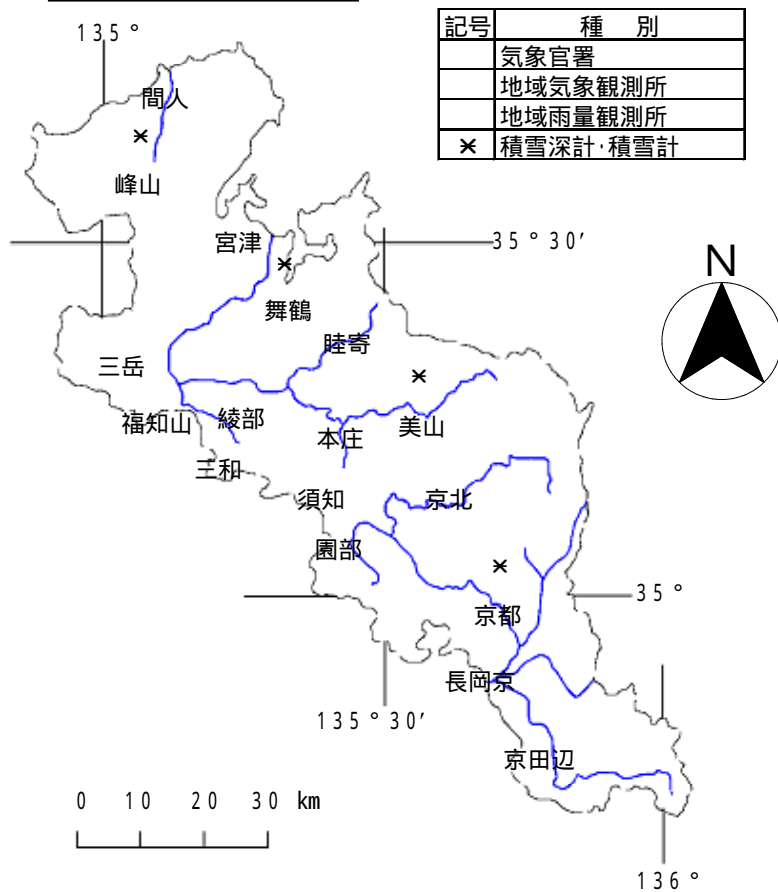 135°
記号 種別
気象官署
地域気象観測所
地域雨量観測所
積雪深計・積雪計
間人
峰山
宮津
35°30′
N
舞鶴
睦寄
三岳
福知山
綾部
本庄
美山
三和
須知
京北
園部
35°
京都
長岡京
135°30′
京田辺
0 10 20 30 km
136°